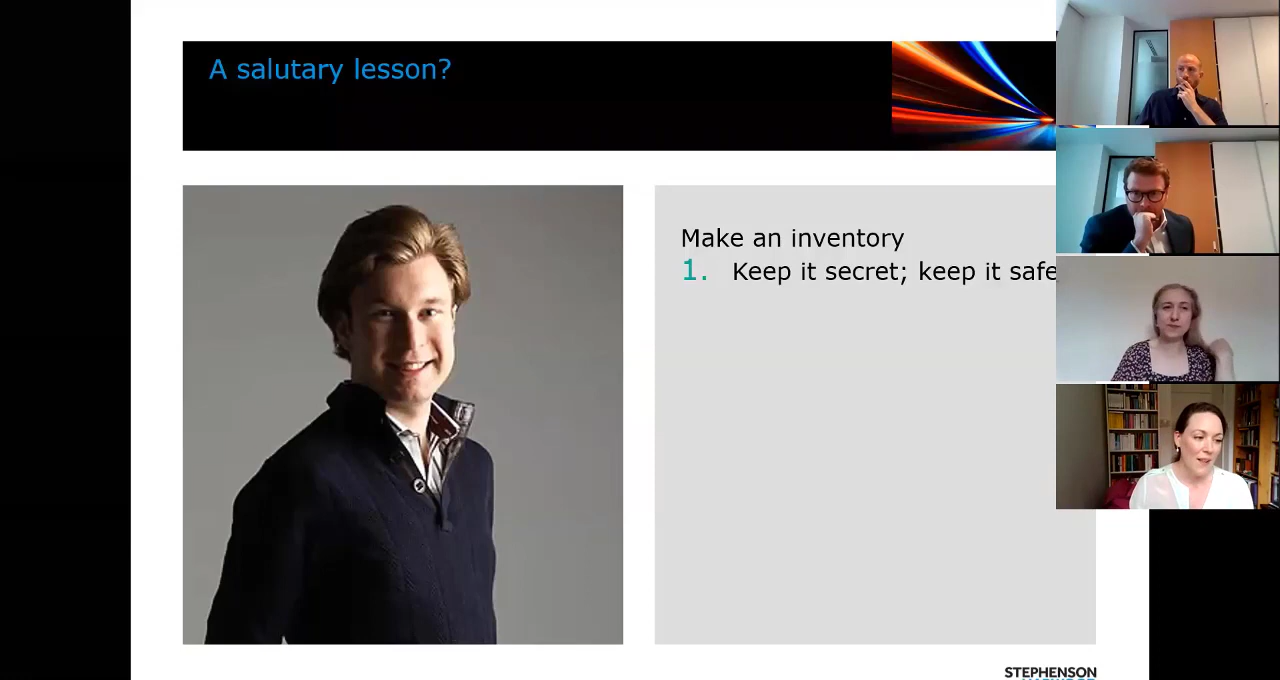 A salutary lesson?
Make an inventory
1. Keep it secret; keep it safe
STEPHENSON